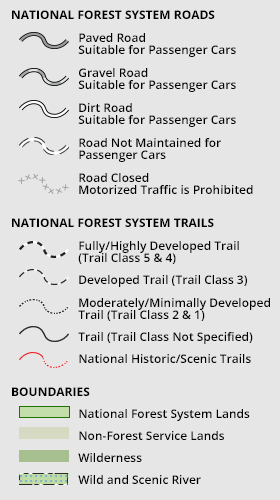 NATIONAL FOREST SYSTEM ROADS
Paved Road
Suitable for Passenger Cars
Gravel Road
Suitable for Passenger Cars
Dirt Road
Suitable for Passenger Cars
Road Not Maintained for
Passenger Cars
Road Closed
Motorized Traffic is Prohibited
NATIONAL FOREST SYSTEM TRAILS
Fully/Highly Developed Trail
(Trail Class 5 & 4)
Developed Trail (Trail Class 3)
Moderately/Minimally Developed
Trail (Trail Class 2 & 1)
Trail (Trail Class Not Specified)
National Historic/Scenic Trails
BOUNDARIES
National Forest System Lands
Non-Forest Service Lands
Wilderness
Wild and Scenic River